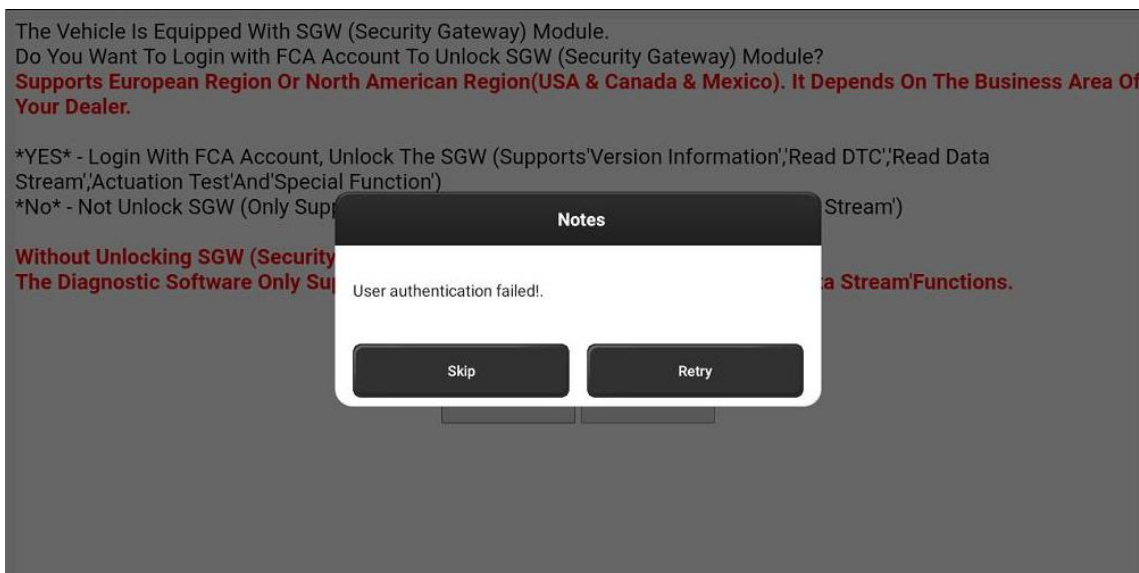 The Vehicle Is Equipped With SGW (Security Gateway) Module.
Do You Want To Login with FCA Account To Unlock SGW (Security Gateway) Module?
Supports European Region Or North American Region(USA & Canada & Mexico). It Depends On The Business Area Of
Your Dealer.
*YES* - Login With FCA Account, Unlock The SGW (Supports'Version Information','Read DTC','Read Data
Stream','Actuation Test'And'Special Function')
*No* - Not Unlock SGW (Only Stream')
Notes
Without Unlocking SGW (Security
The Diagnostic Software Only Stream'Functions.
User authentication failed!.
Skip Retry